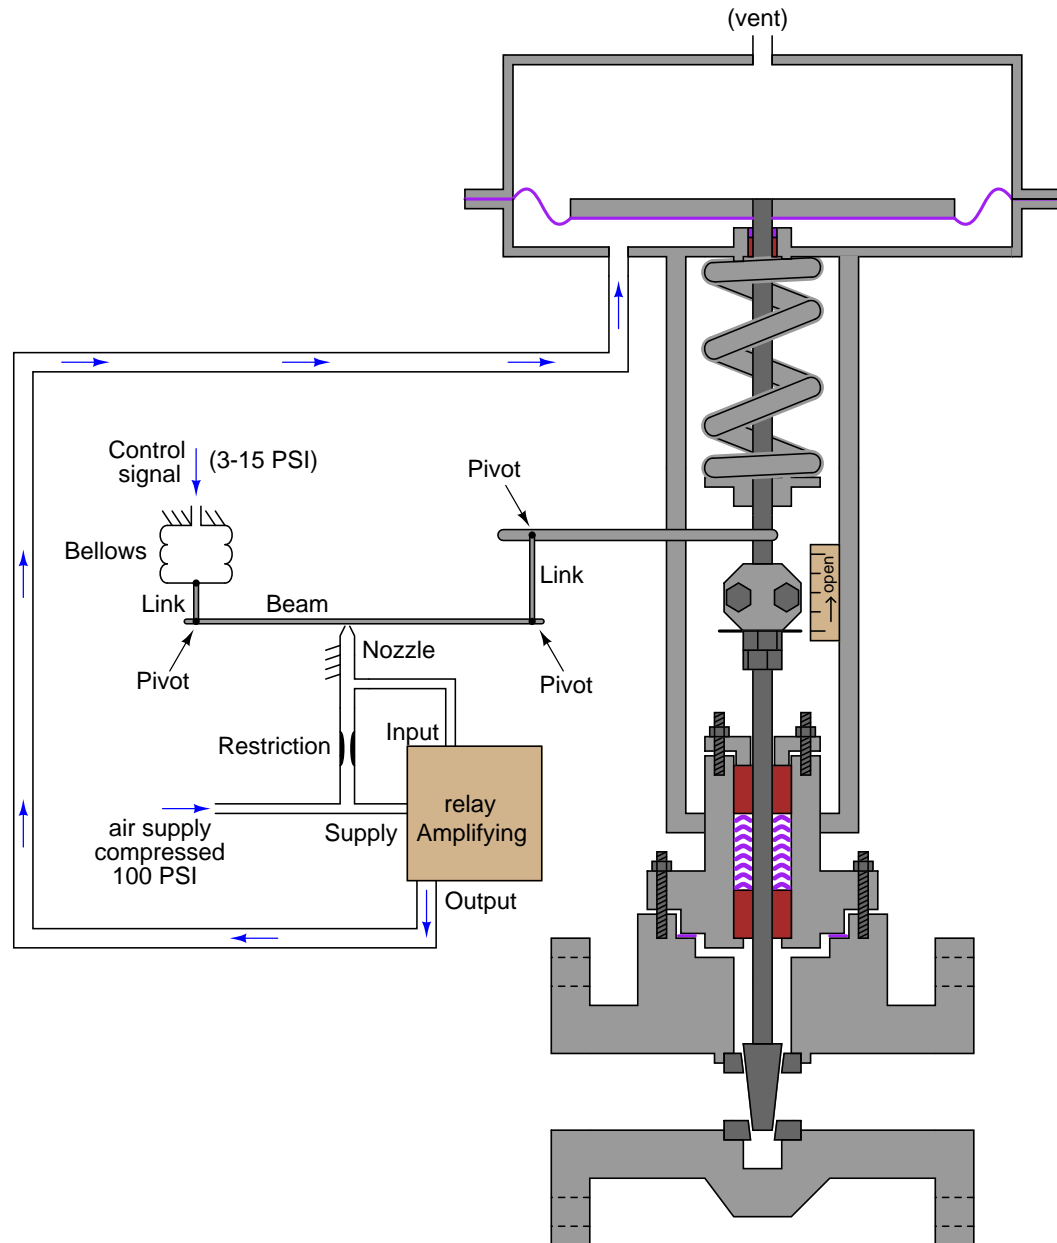 (vent)
Control
signal
(3-15 PSI)
Pivot
Bellows
Link
Beam
Link
open
Nozzle
Pivot
Pivot
Input
Restriction
relay
Amplifying
Supply
air supply
compressed
100 PSI
Output